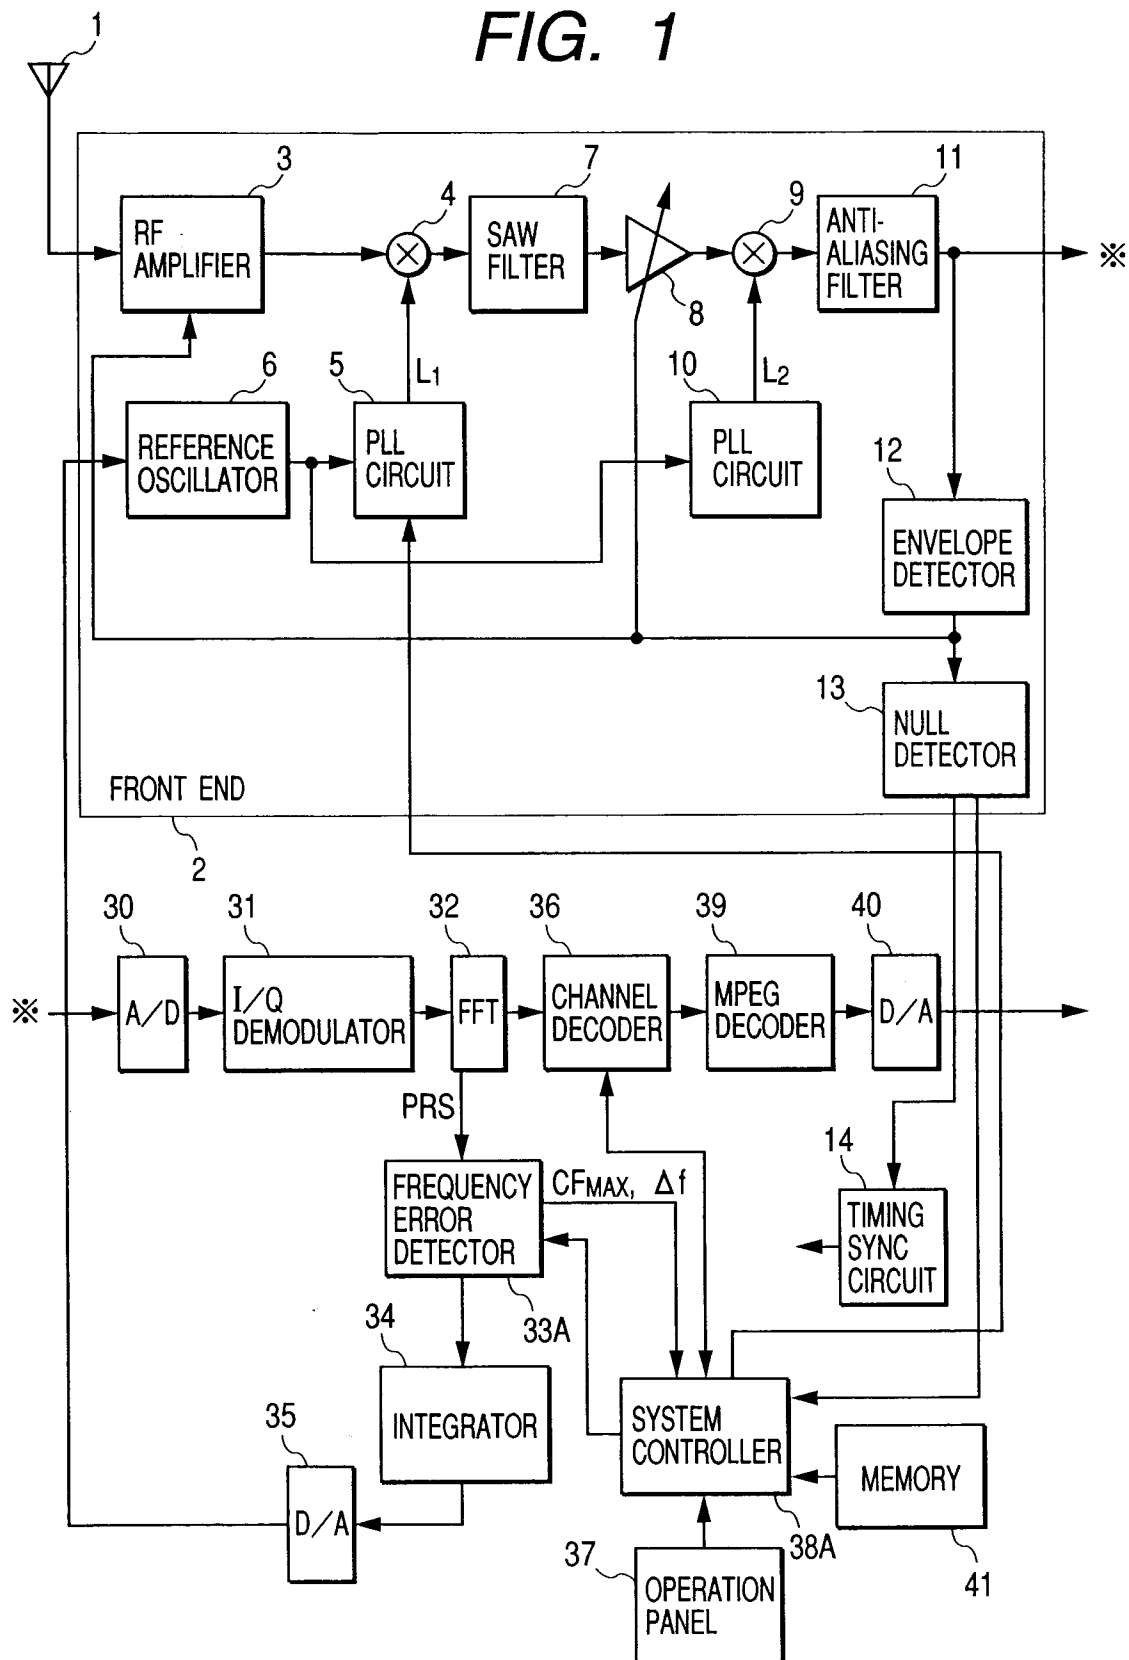 FIG. 1
1
3
RF
AMPLIFIER
4
7
SAW
FILTER
8
9
11
ANTI-
ALIASING
FILTER
※
6
REFERENCE
OSCILLATOR
5
PLL
CIRCUIT
L1
10
PLL
CIRCUIT
L2
12
ENVELOPE
DETECTOR
13
NULL
DETECTOR
FRONT END
2
※
30
A/D
31
I/Q
DEMODULATOR
32
FFT
36
CHANNEL
DECODER
39
MPEG
DECODER
40
D/A
PRS
FREQUENCY
ERROR
DETECTOR
33A
CFMAX, Δf
14
TIMING
SYNC
CIRCUIT
34
INTEGRATOR
35
D/A
SYSTEM
CONTROLLER
38A
MEMORY
41
37
OPERATION
PANEL